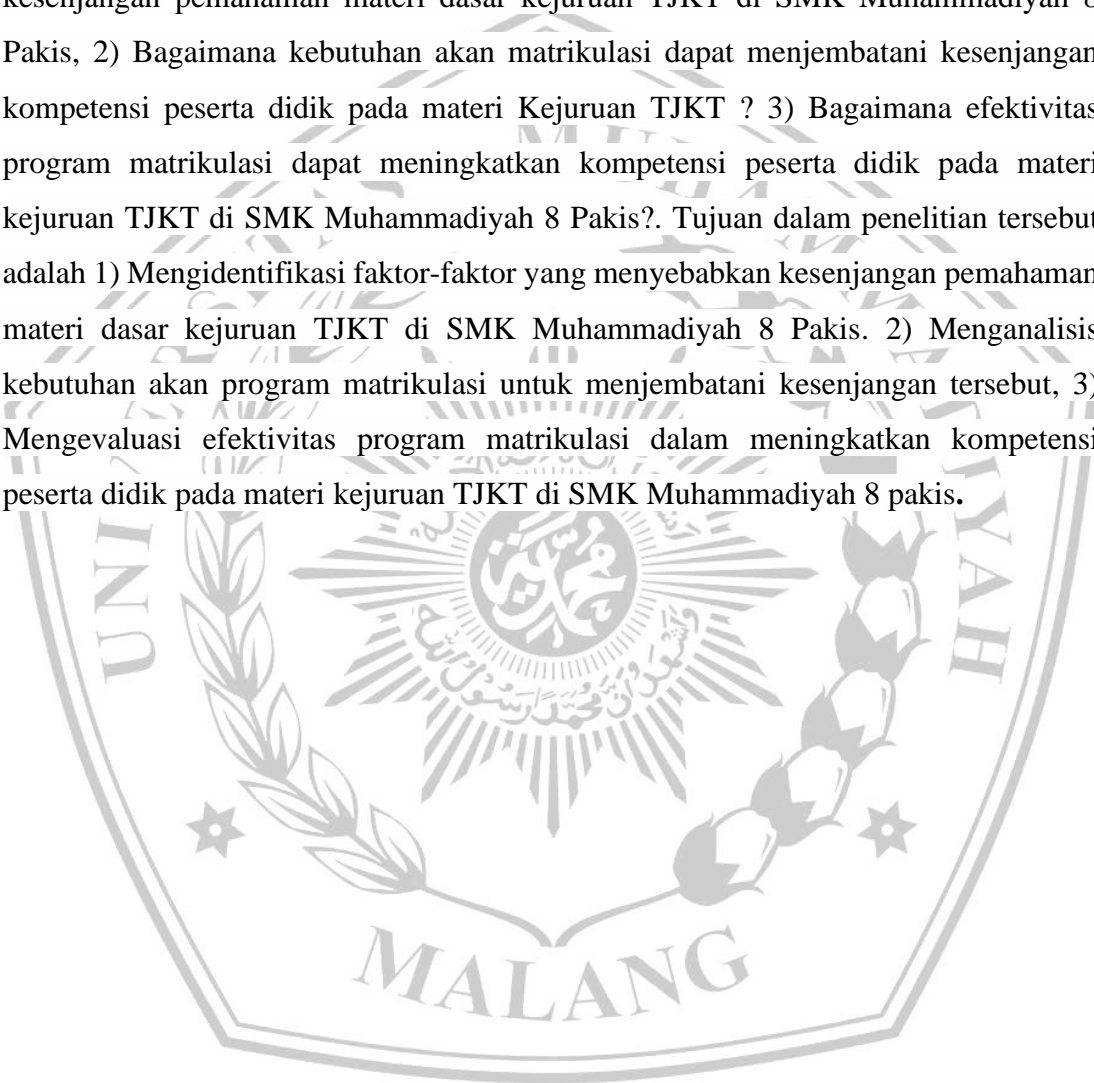 kesenjangan pemahaman materi dasar kejuruan TJKT di SMK Muhammadiyah 8
Pakis, 2) Bagaimana kebutuhan akan matrikulasi dapat menjembatani kesenjangan
kompetensi peserta didik pada materi Kejuruan TJKT ? 3) Bagaimana efektivitas
program matrikulasi dapat meningkatkan kompetensi peserta didik pada materi
kejuruan TJKT di SMK Muhammadiyah 8 Pakis?. Tujuan dalam penelitian tersebut
adalah 1) Mengidentifikasi faktor-faktor yang menyebabkan kesenjangan pemahaman
materi dasar kejuruan TJKT di SMK Muhammadiyah 8 Pakis. 2) Menganalisis
kebutuhan akan program matrikulasi untuk menjembatani kesenjangan tersebut, 3)
Mengevaluasi efektivitas program matrikulasi dalam meningkatkan kompetensi
peserta didik pada materi kejuruan TJKT di SMK Muhammadiyah 8 pakis.
MALANG